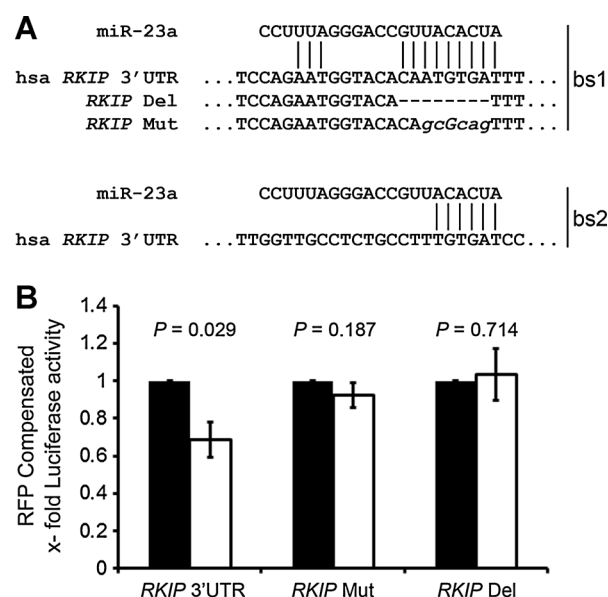 A
miR-23a CCUUUAGGGACCGUUACACUA
hsa RKIP 3'UTR ...TCCAGAATGGTACACAATGTGATTT...
RKIP Del ...TCCAGAATGGTACA--------TTT...
RKIP Mut ...TCCAGAATGGTACACAgcGcagTTT...
bs1
miR-23a CCUUUAGGGACCGUUACACUA
hsa RKIP 3'UTR ...TTGGTTGCCTCTGCCTTTGTGATCC...
bs2
B
RFP Compensated
x- fold Luciferase activity
1.4
1.2
1
0.8
0.6
0.4
0.2
0
P = 0.029
P = 0.187
P = 0.714
RKIP 3'UTR
RKIP Mut
RKIP Del